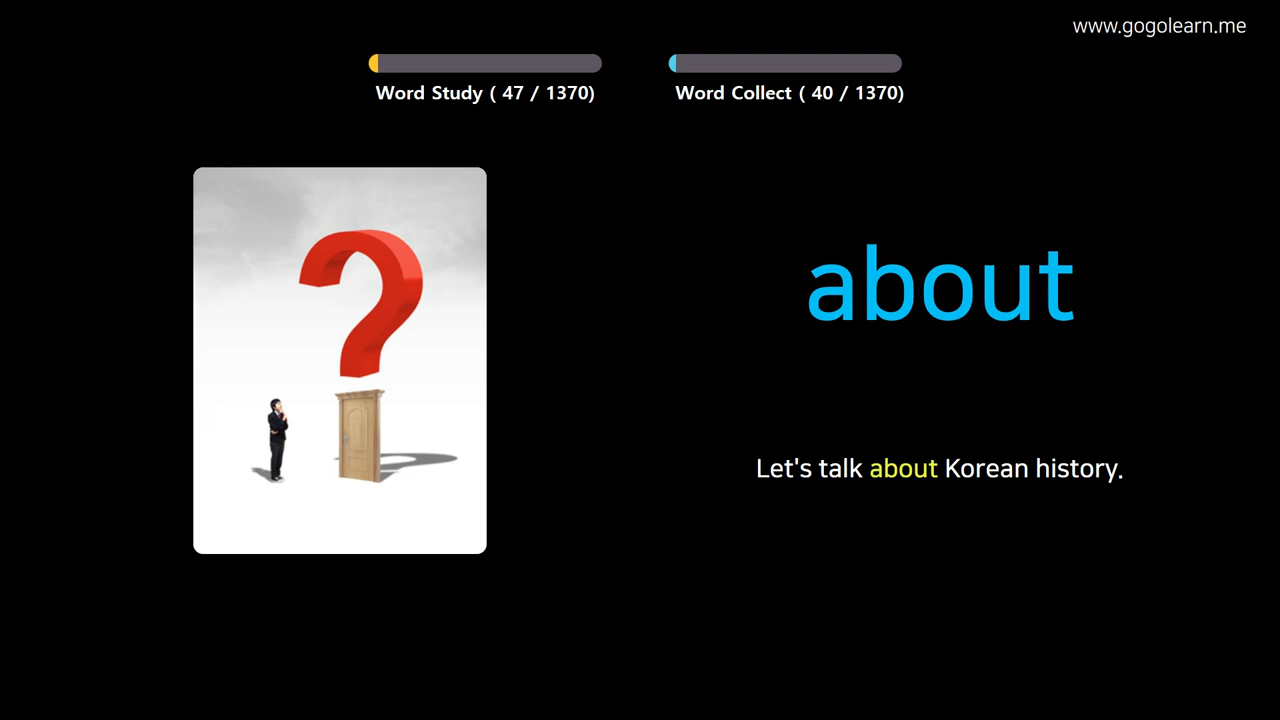 www.gogolearn.me
Word Study ( 47 / 1370)
Word Collect ( 40 / 1370)
about
Let's talk about Korean history.